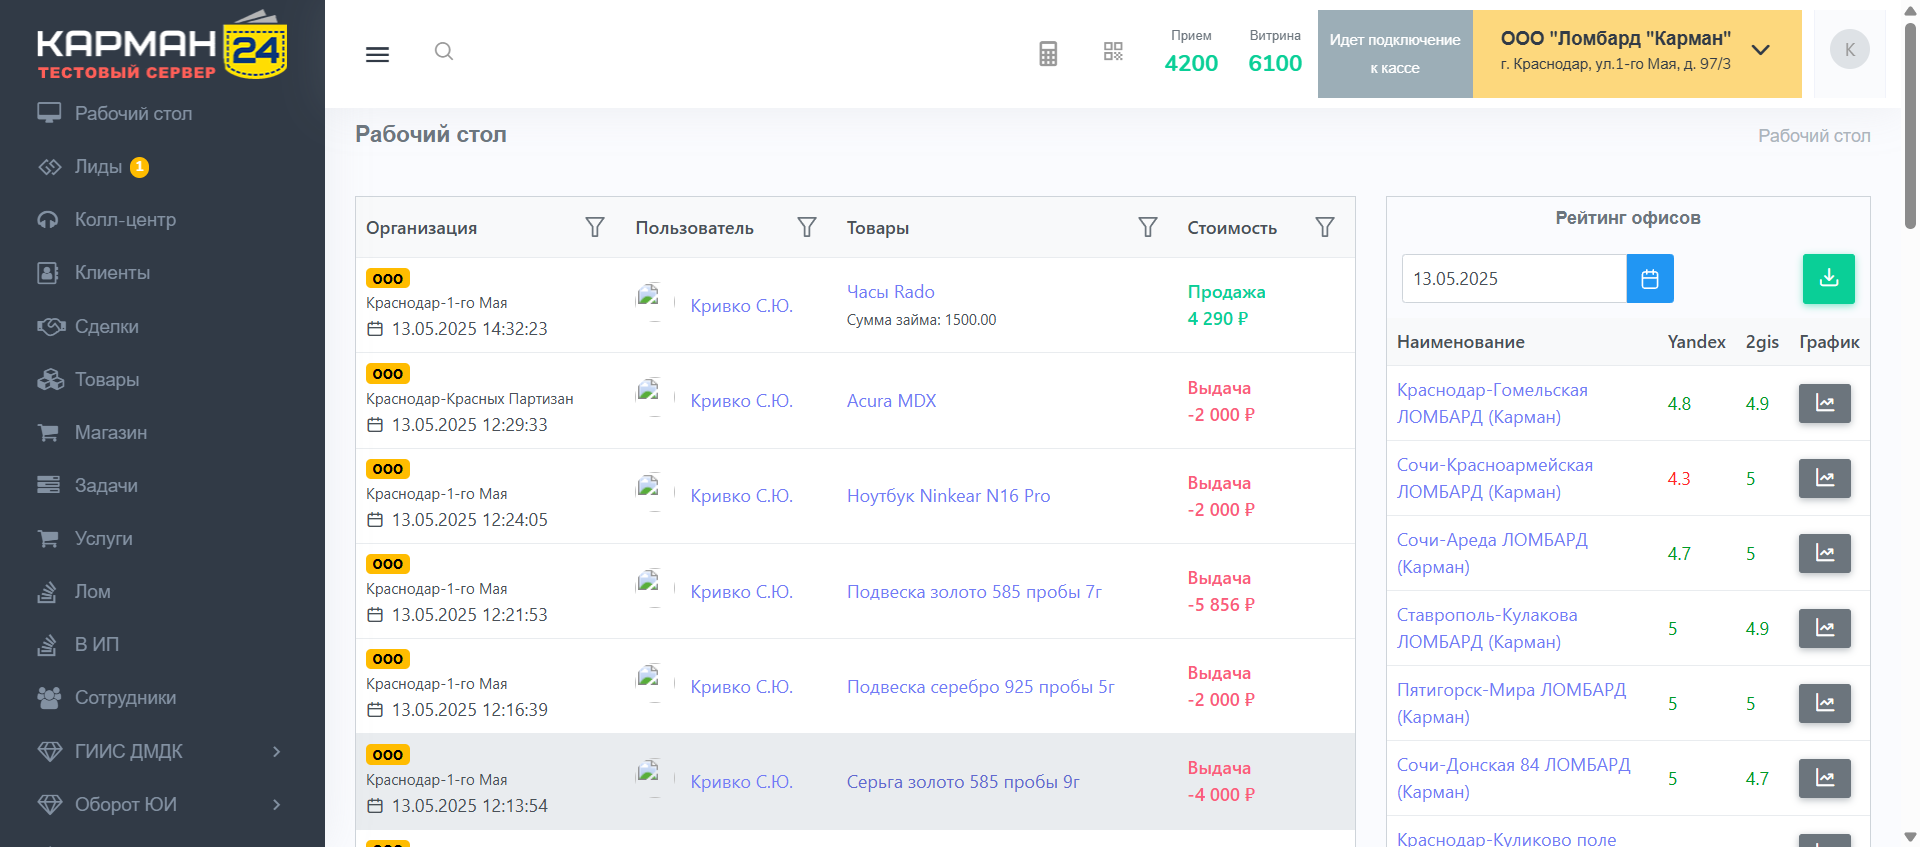 КАРМАН 24
ТЕСТОВЫЙ СЕРВЕР
Рабочий стол
Лиды 1
Колл-центр
Клиенты
Сделки
Товары
Магазин
Задачи
Услуги
Лом
В ИП
Сотрудники
ГИИС ДМДК
Оборот ЮИ
Прием
4200
Витрина
6100
Идет подключение
к кассе
ООО "Ломбард "Карман"
г. Краснодар, ул.1-го Мая, д. 97/3
К
Рабочий стол
Рабочий стол
Организация Пользователь Товары Стоимость
ООО
Краснодар-1-го Мая
13.05.2025 14:32:23
Кривко С.Ю.
Часы Rado
Сумма займа: 1500.00
Продажа
4 290 ₽
ООО
Краснодар-Красных Партизан
13.05.2025 12:29:33
Кривко С.Ю.
Acura MDX
Выдача
-2 000 ₽
ООО
Краснодар-1-го Мая
13.05.2025 12:24:05
Кривко С.Ю.
Ноутбук Ninkear N16 Pro
Выдача
-2 000 ₽
ООО
Краснодар-1-го Мая
13.05.2025 12:21:53
Кривко С.Ю.
Подвеска золото 585 пробы 7г
Выдача
-5 856 ₽
ООО
Краснодар-1-го Мая
13.05.2025 12:16:39
Кривко С.Ю.
Подвеска серебро 925 пробы 5г
Выдача
-2 000 ₽
ООО
Краснодар-1-го Мая
13.05.2025 12:13:54
Кривко С.Ю.
Серьга золото 585 пробы 9г
Выдача
-4 000 ₽
ООО
Рейтинг офисов
13.05.2025
Наименование Yandex 2gis График
Краснодар-Гомельская
ЛОМБАРД (Карман)
4.8 4.9
Сочи-Красноармейская
ЛОМБАРД (Карман)
4.3 5
Сочи-Ареда ЛОМБАРД
(Карман)
4.7 5
Ставрополь-Кулакова
ЛОМБАРД (Карман)
5 4.9
Пятигорск-Мира ЛОМБАРД
(Карман)
5 5
Сочи-Донская 84 ЛОМБАРД
(Карман)
5 4.7
Краснодар-Куликово поле